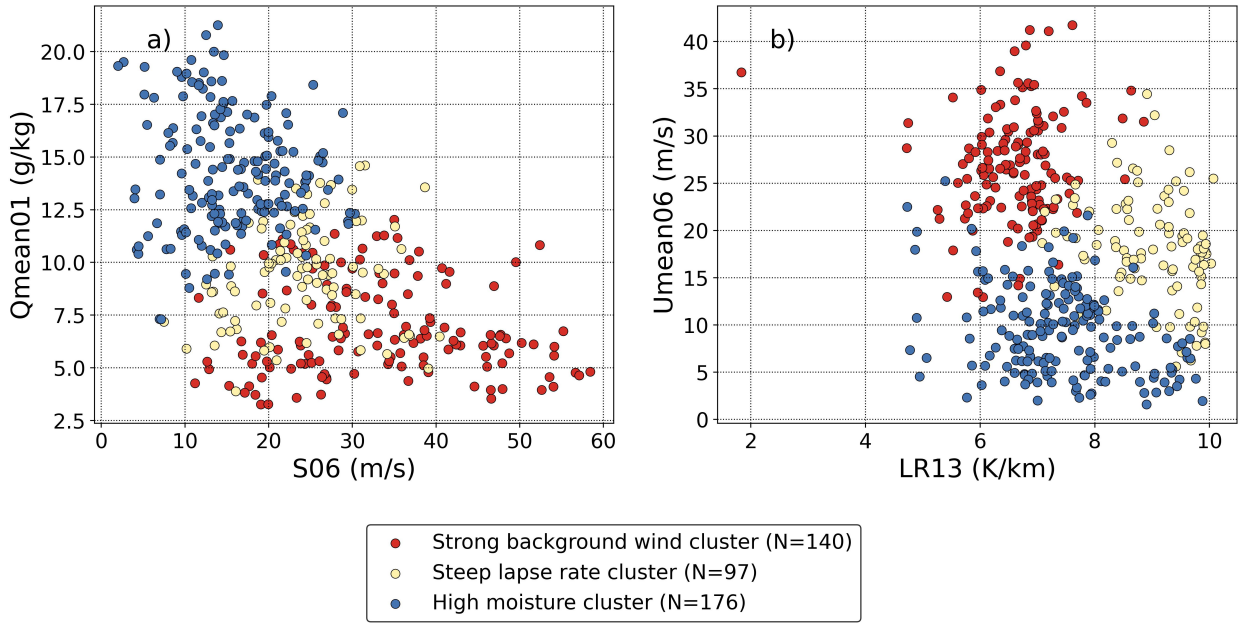 a)
20.0
17.5
15.0
12.5
10.0
7.5
5.0
2.5
Qmean01 (g/kg)
0 10 20 30 40 50 60
S06 (m/s)
b)
40
35
30
25
20
15
10
5
0
Umean06 (m/s)
2 4 6 8 10
LR13 (K/km)
Strong background wind cluster (N=140)
Steep lapse rate cluster (N=97)
High moisture cluster (N=176)